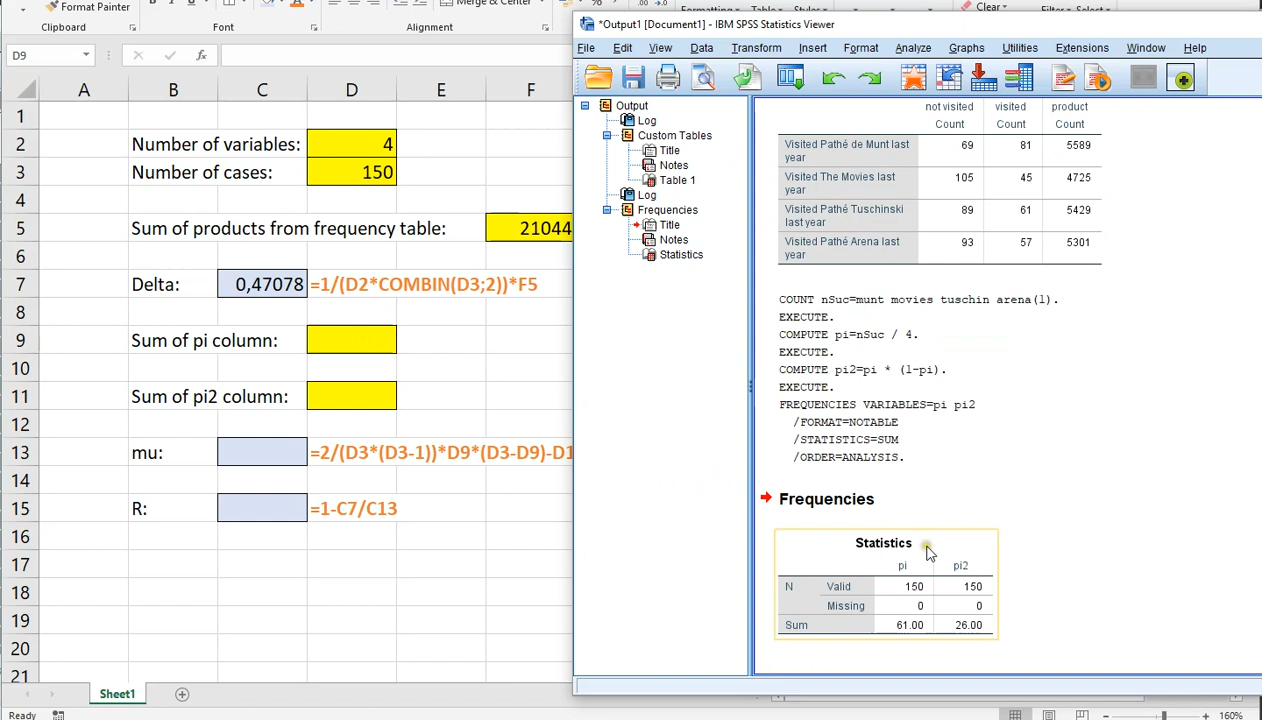 Format Painter
Merge & Center
Clear
Clipboard
Font
Alignment
D9
fx
A B C D E F
1
2 Number of variables: 4
3 Number of cases: 150
4
5 Sum of products from frequency table: 21044
6
7 Delta: 0,47078 =1/(D2*COMBIN(D3;2))*F5
8
9 Sum of pi column:
10
11 Sum of pi2 column:
12
13 mu: =2/(D3*(D3-1))*D9*(D3-D9)-D1
14
15 R: =1-C7/C13
16
17
18
19
20
21
Sheet1
Ready
160%
*Output1 [Document1] - IBM SPSS Statistics Viewer
File Edit View Data Transform Insert Format Analyze Graphs Utilities Extensions Window Help
Output
Log
Custom Tables
Title
Notes
Table 1
Log
Frequencies
Title
Notes
Statistics
not visited visited product
Count Count Count
Visited Pathé de Munt last 69 81 5589
year
Visited The Movies last 105 45 4725
year
Visited Pathé Tuschinski 89 61 5429
last year
Visited Pathé Arena last 93 57 5301
year
COUNT nSuc=munt movies tuschin arena(1).
EXECUTE.
COMPUTE pi=nSuc / 4.
EXECUTE.
COMPUTE pi2=pi * (1-pi).
EXECUTE.
FREQUENCIES VARIABLES=pi pi2
/FORMAT=NOTABLE
/STATISTICS=SUM
/ORDER=ANALYSIS.
Frequencies
Statistics
pi pi2
N Valid 150 150
Missing 0 0
Sum 61.00 26.00